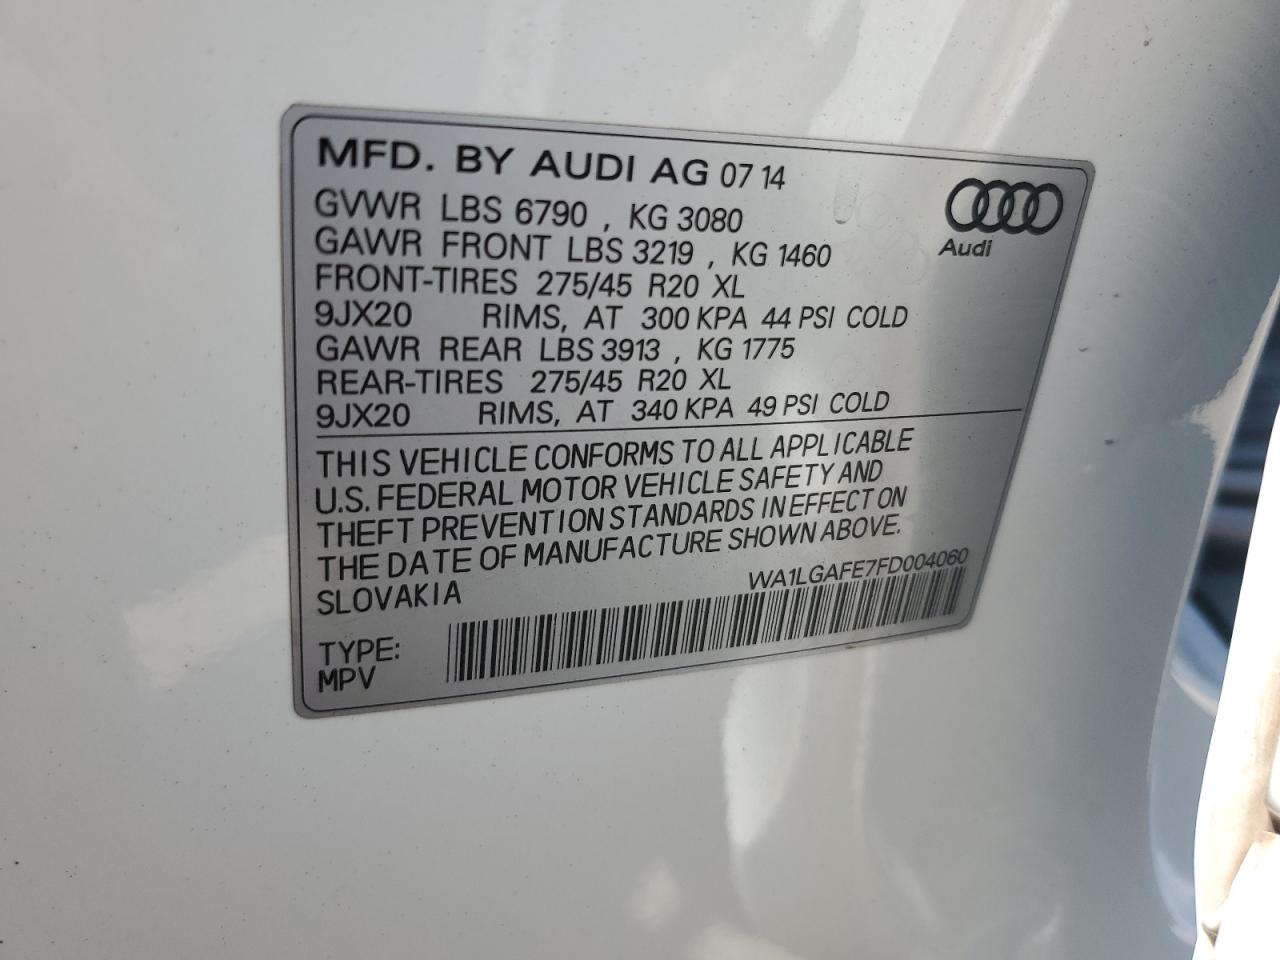 MFD. BY AUDI AG 07 14
GVWR LBS 6790 , KG 3080
GAWR FRONT LBS 3219 , KG 1460
FRONT-TIRES 275/45 R20 XL
9JX20 RIMS, AT 300 KPA 44 PSI COLD
GAWR REAR LBS 3913 , KG 1775
REAR-TIRES 275/45 R20 XL
9JX20 RIMS, AT 340 KPA 49 PSI COLD
Audi
THIS VEHICLE CONFORMS TO ALL APPLICABLE
U.S. FEDERAL MOTOR VEHICLE SAFETY AND
THEFT PREVENTION STANDARDS IN EFFECT ON
THE DATE OF MANUFACTURE SHOWN ABOVE.
SLOVAKIA WA1LGAFE7FD004060
TYPE:
MPV